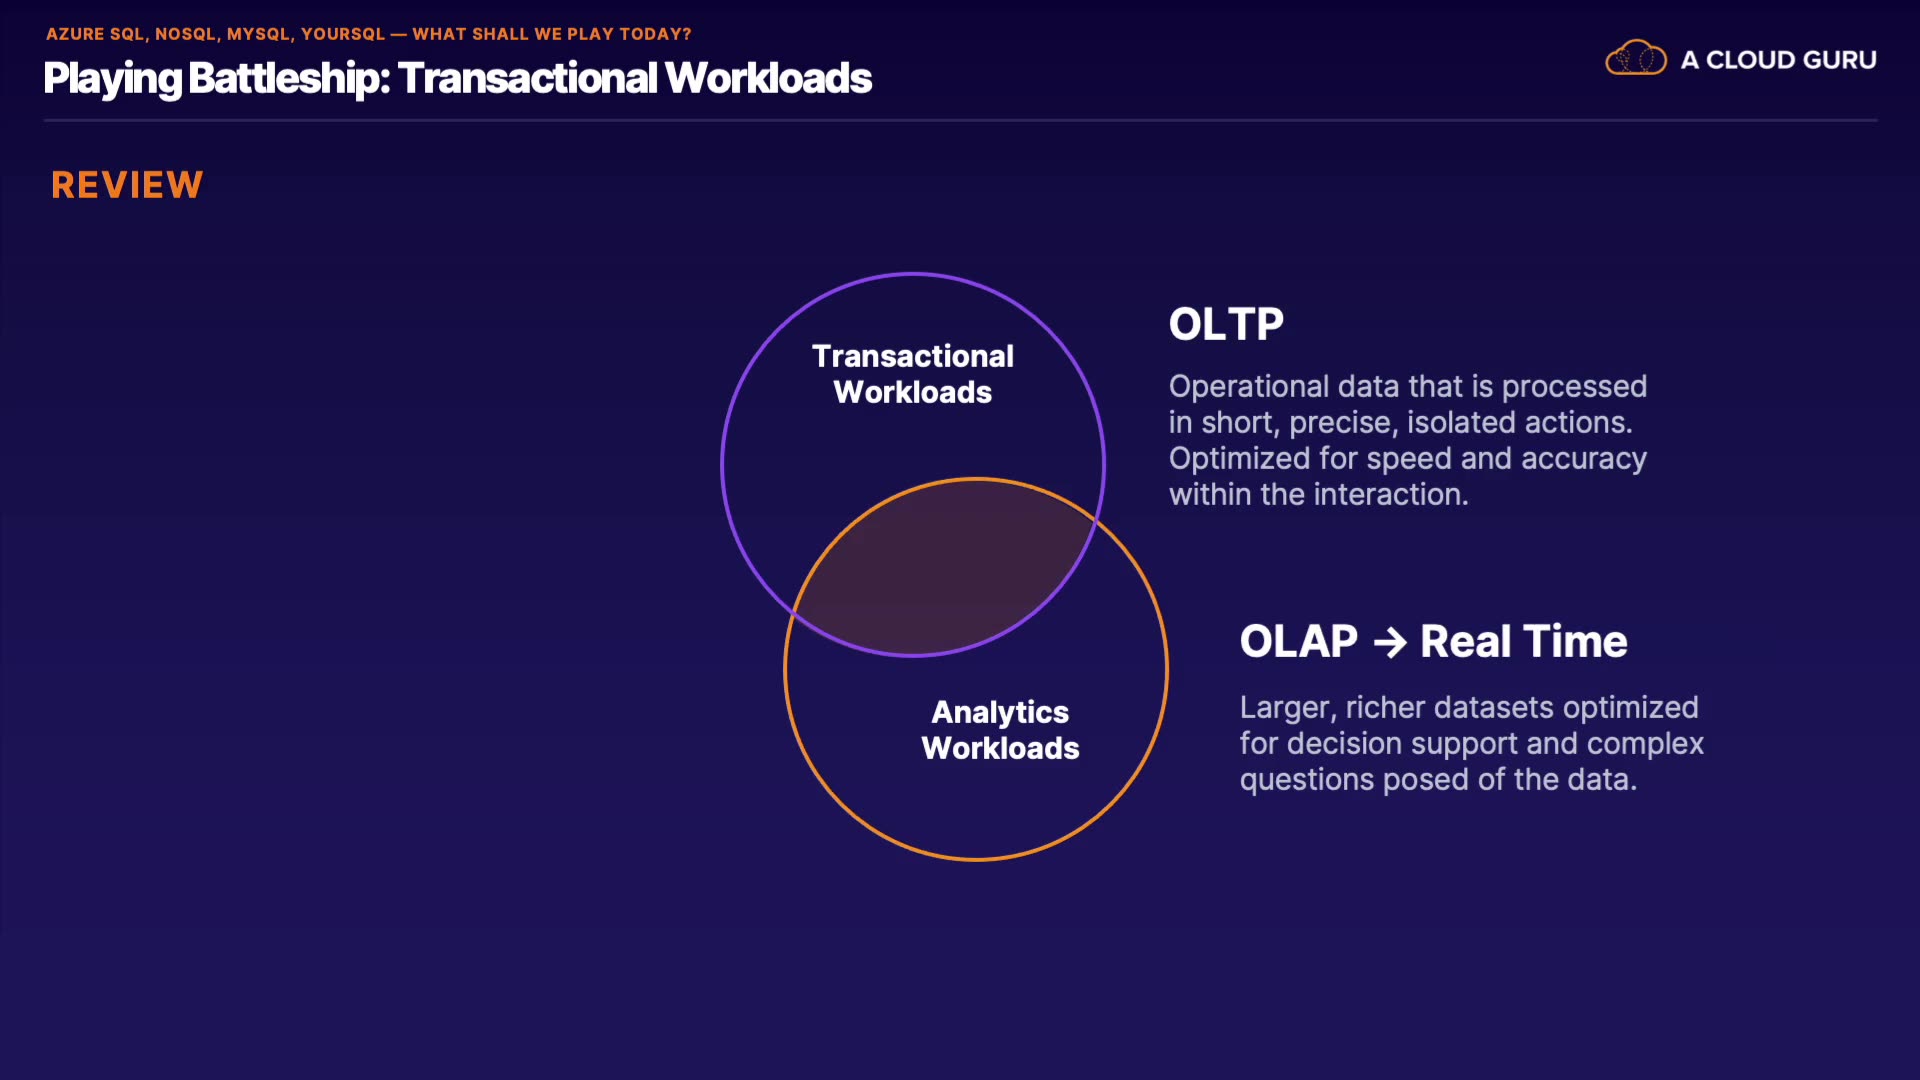 AZURE SQL, NOSQL, MYSQL, YOURSQL — WHAT SHALL WE PLAY TODAY?
Playing Battleship: Transactional Workloads
A CLOUD GURU
REVIEW
Transactional
Workloads
OLTP
Operational data that is processed
in short, precise, isolated actions.
Optimized for speed and accuracy
within the interaction.
Analytics
Workloads
OLAP → Real Time
Larger, richer datasets optimized
for decision support and complex
questions posed of the data.